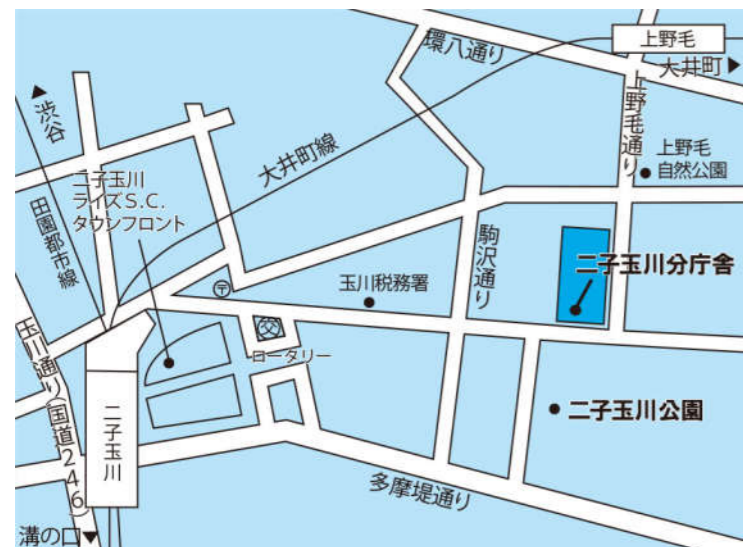 上野毛
環八通り
大井町▶
上野毛通り
▲渋谷
大井町線
上野毛
自然公園
二子玉川
ライズS.C.
タウンフロント
田園都市線
駒沢通り
二子玉川分庁舎
〒
玉川税務署
交
ロータリー
玉川通り(国道246)
二子玉川
二子玉川公園
多摩堤通り
溝の口▼